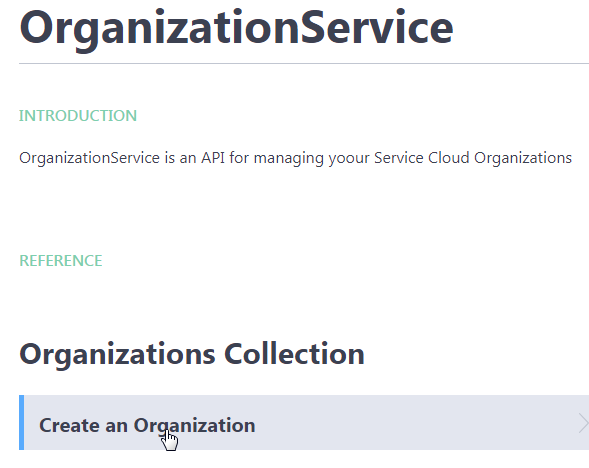 OrganizationService
INTRODUCTION
OrganizationService is an API for managing yoour Service Cloud Organizations
REFERENCE
Organizations Collection
Create an Organization